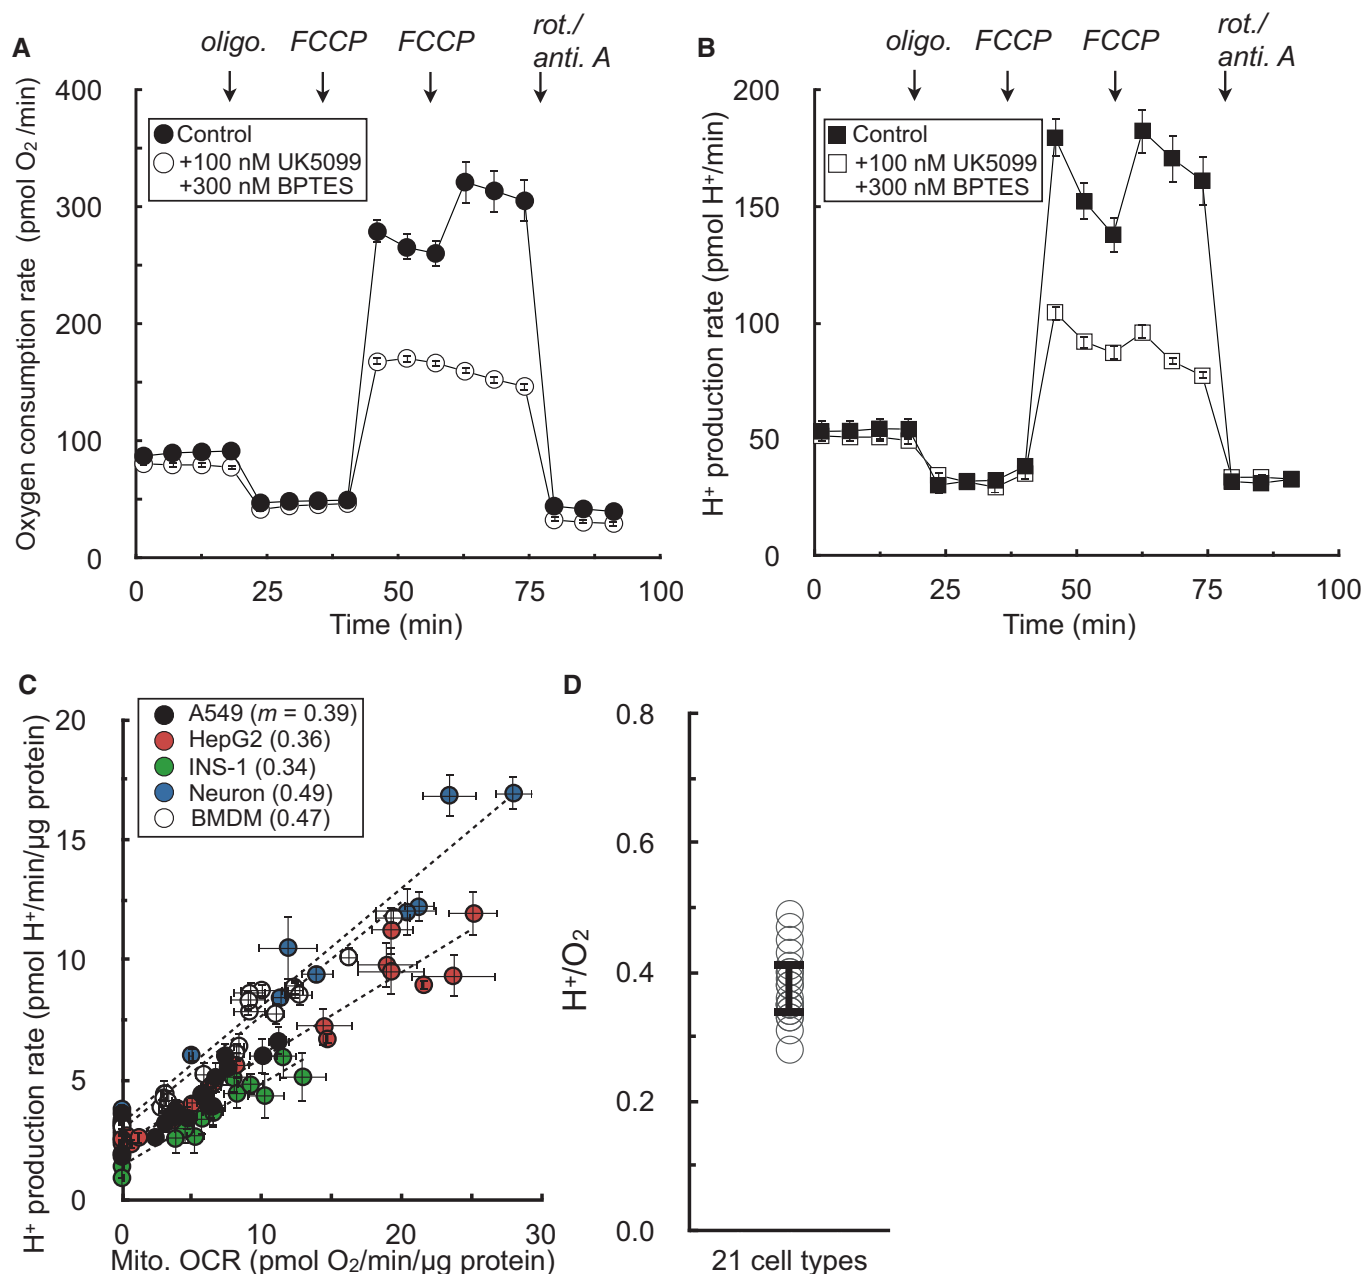 A
oligo. FCCP FCCP rot./
anti. A
400
300
200
100
0
Control
+100 nM UK5099
+300 nM BPTES
Oxygen consumption rate (pmol O₂/min)
0 25 50 75 100
Time (min)
B
oligo. FCCP FCCP rot./
anti. A
200
150
100
50
0
Control
+100 nM UK5099
+300 nM BPTES
H⁺ production rate (pmol H⁺/min)
0 25 50 75 100
Time (min)
C
A549 (m = 0.39)
HepG2 (0.36)
INS-1 (0.34)
Neuron (0.49)
BMDM (0.47)
20
15
10
5
0
H⁺ production rate (pmol H⁺/min/µg protein)
0 10 20 30
Mito. OCR (pmol O₂/min/µg protein)
D
0.8
0.6
0.4
0.2
0.0
H⁺/O₂
21 cell types